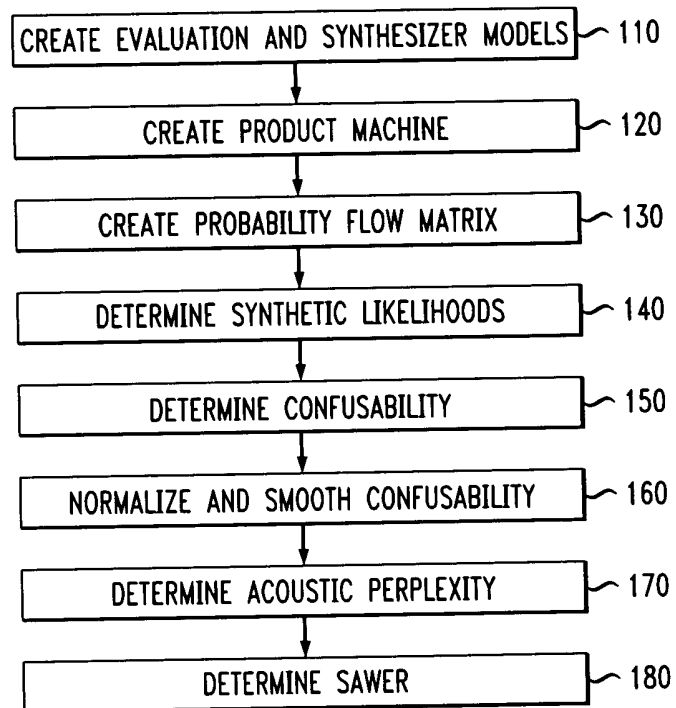 CREATE EVALUATION AND SYNTHESIZER MODELS 110
CREATE PRODUCT MACHINE 120
CREATE PROBABILITY FLOW MATRIX 130
DETERMINE SYNTHETIC LIKELIHOODS 140
DETERMINE CONFUSABILITY 150
NORMALIZE AND SMOOTH CONFUSABILITY 160
DETERMINE ACOUSTIC PERPLEXITY 170
DETERMINE SAWER 180